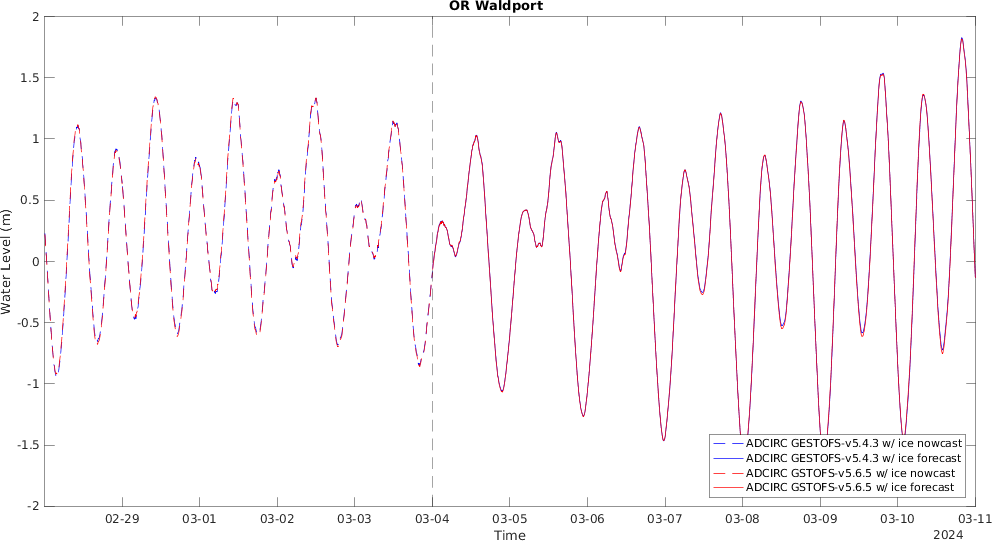 OR Waldport
2
1.5
1
0.5
0
-0.5
-1
-1.5
-2
Water Level (m)
ADCIRC GESTOFS-v5.4.3 w/ ice nowcast
ADCIRC GESTOFS-v5.4.3 w/ ice forecast
ADCIRC GSTOFS-v5.6.5 w/ ice nowcast
ADCIRC GSTOFS-v5.6.5 w/ ice forecast
02-29 03-01 03-02 03-03 03-04 03-05 03-06 03-07 03-08 03-09 03-10 03-11
Time
2024